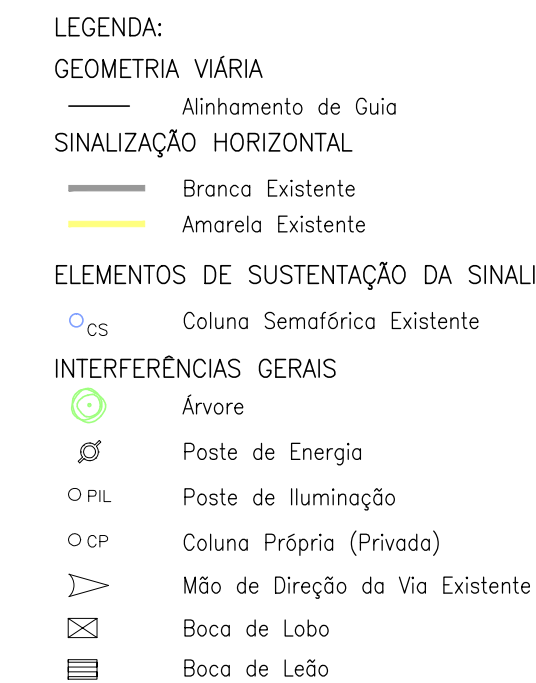 LEGENDA:
GEOMETRIA VIÁRIA
Alinhamento de Guia
SINALIZAÇÃO HORIZONTAL
Branca Existente
Amarela Existente
ELEMENTOS DE SUSTENTAÇÃO DA SINALI
CS Coluna Semafórica Existente
INTERFERÊNCIAS GERAIS
Árvore
Poste de Energia
PIL Poste de Iluminação
CP Coluna Própria (Privada)
Mão de Direção da Via Existente
Boca de Lobo
Boca de Leão